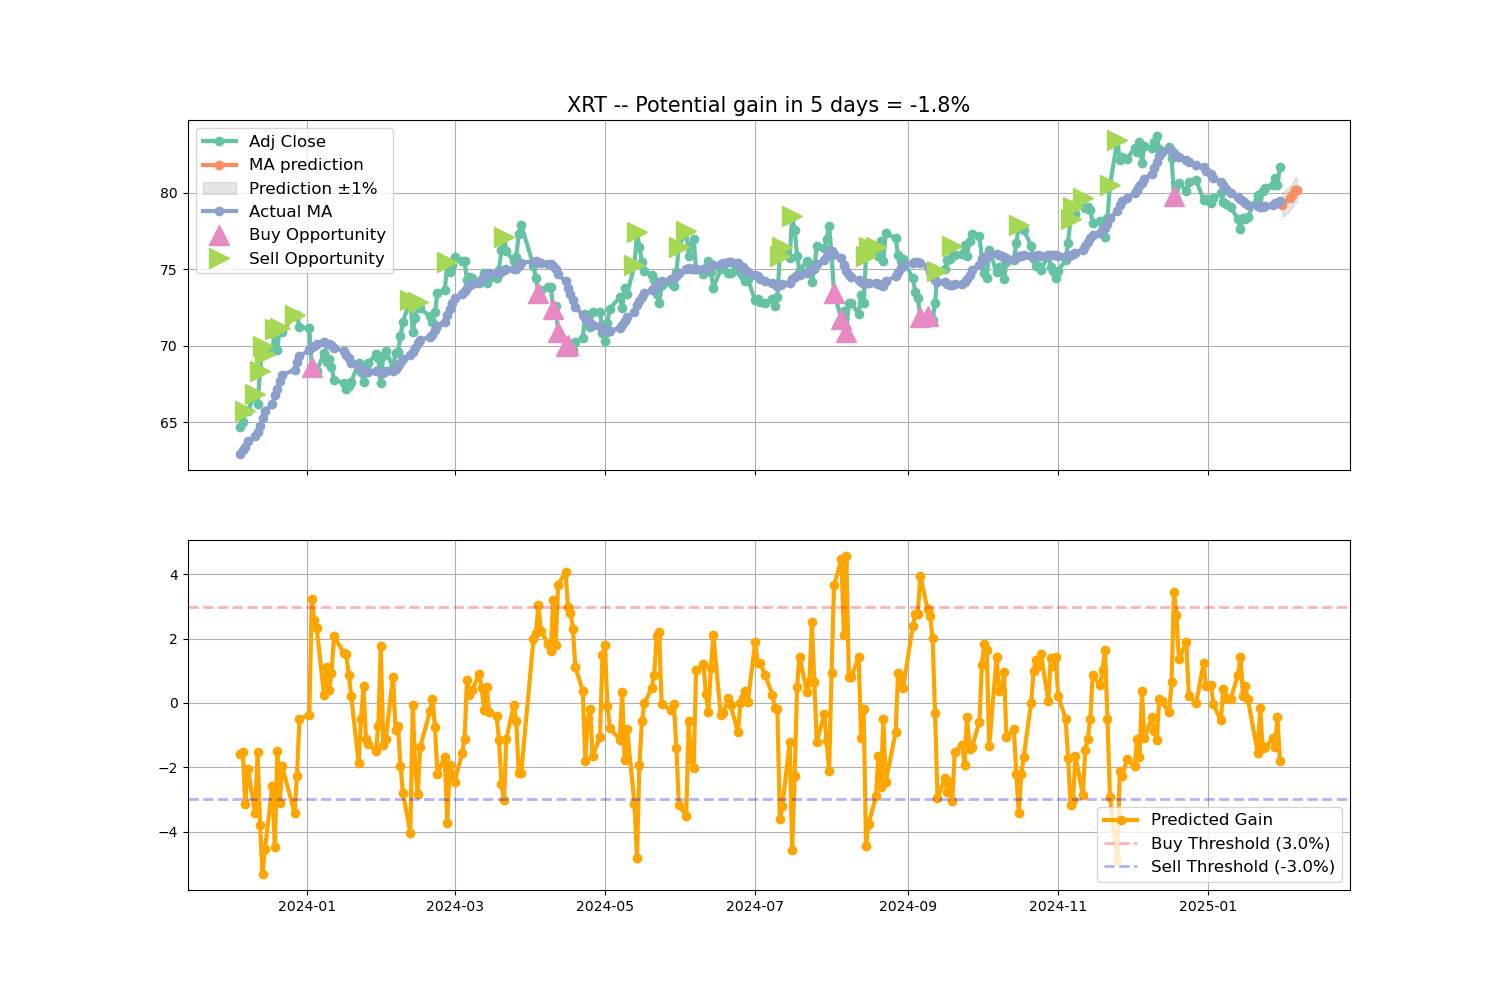 XRT -- Potential gain in 5 days = -1.8%
Adj Close
MA prediction
Prediction ±1%
Actual MA
Buy Opportunity
Sell Opportunity
80
75
70
65
4
2
0
−2
−4
Predicted Gain
Buy Threshold (3.0%)
Sell Threshold (-3.0%)
2024-01 2024-03 2024-05 2024-07 2024-09 2024-11 2025-01